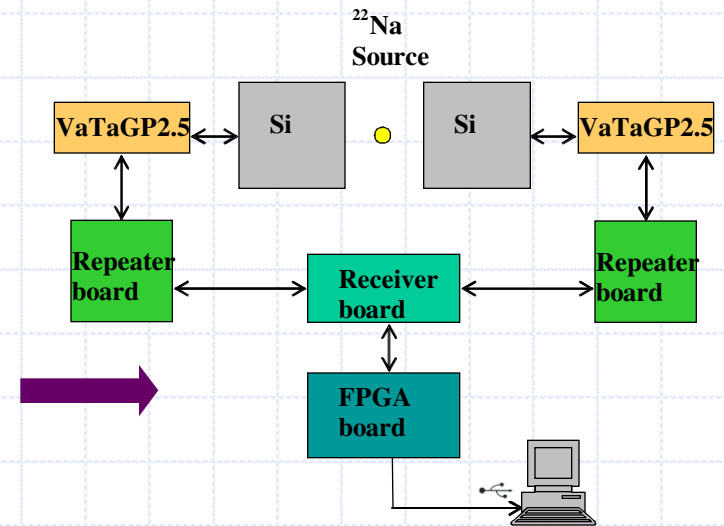 ²²Na
Source
VaTaGP2.5
Si
Si
VaTaGP2.5
Repeater
board
Receiver
board
Repeater
board
FPGA
board